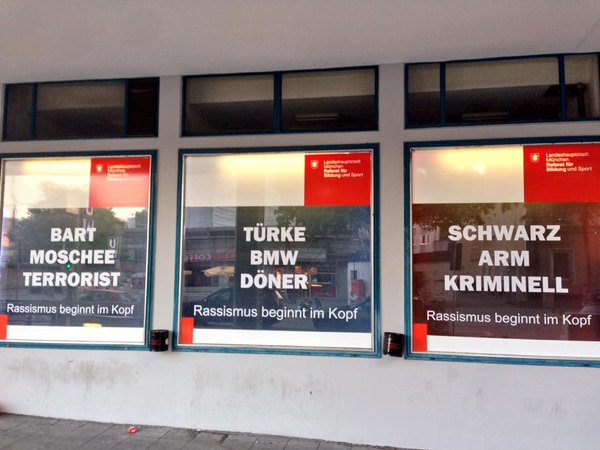 Landeshauptstadt
München
Referat für
Bildung und Sport
BART
MOSCHEE
TERRORIST
Rassismus beginnt im Kopf
Landeshauptstadt
München
Referat für
Bildung und Sport
TÜRKE
BMW
DÖNER
Rassismus beginnt im Kopf
Landeshauptstadt
München
Referat für
Bildung und Sport
SCHWARZ
ARM
KRIMINELL
Rassismus beginnt im Kopf